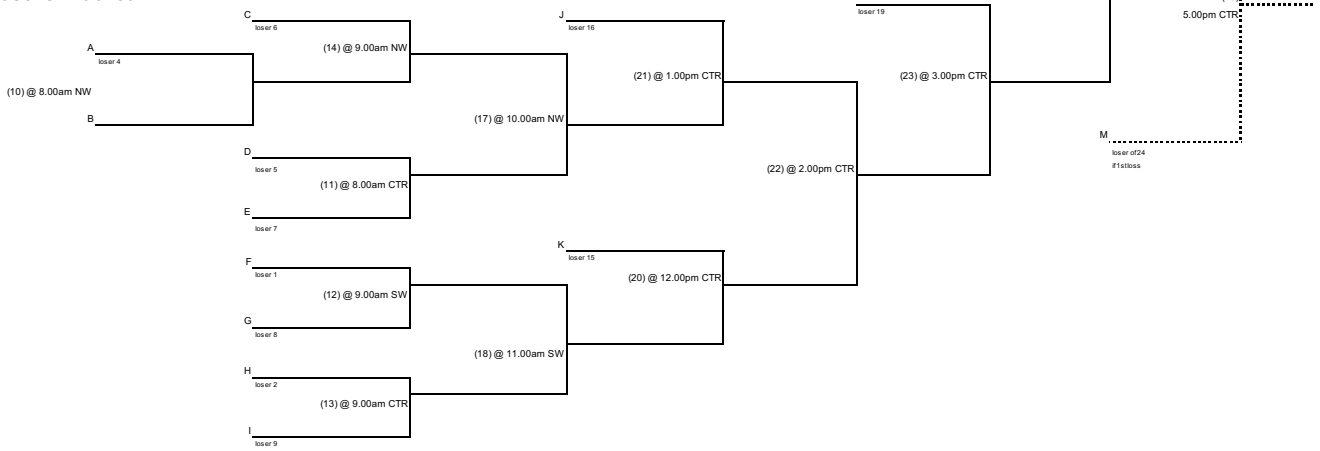 C
loser 6
J
loser 16
loser 19
5.00pm CTR
A
loser 4
(14) @ 9.00am NW
(21) @ 1.00pm CTR
(23) @ 3.00pm CTR
(10) @ 8.00am NW
B
(17) @ 10.00am NW
M
loser of24
if1stloss
D
loser 5
(11) @ 8.00am CTR
(22) @ 2.00pm CTR
E
loser 7
K
loser 15
F
loser 1
(20) @ 12.00pm CTR
(12) @ 9.00am SW
G
loser 8
(18) @ 11.00am SW
H
loser 2
(13) @ 9.00am CTR
I
loser 9